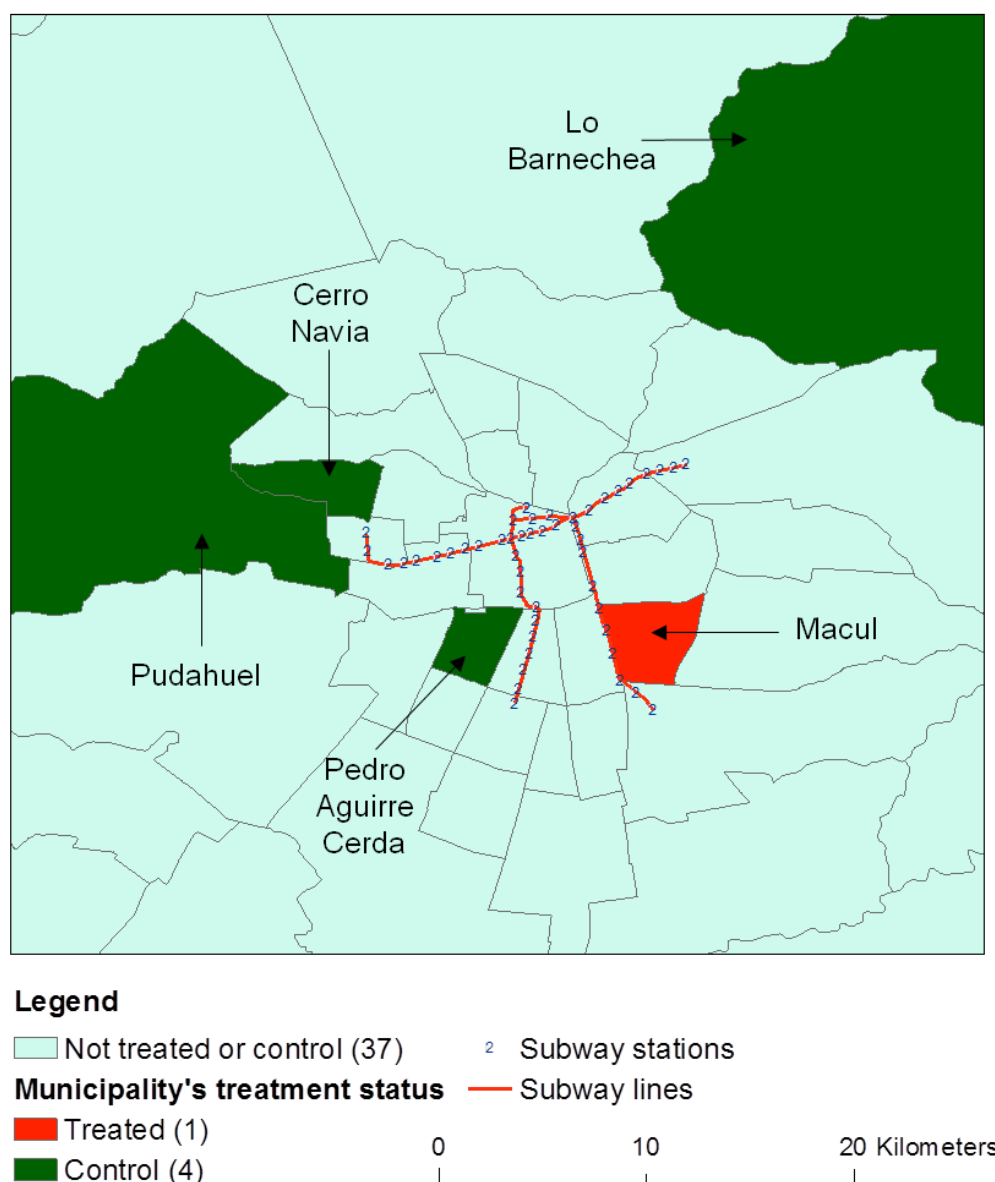 Lo
Barnechea
Cerro
Navia
Macul
Pudahuel
Pedro
Aguirre
Cerda
Legend
Not treated or control (37)
2 Subway stations
Municipality's treatment status
Subway lines
Treated (1)
Control (4)
0 10 20 Kilometers